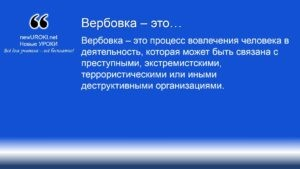 Вербовка – это…
newUROKI.net
Новые УРОКИ
Всё для учителя – всё бесплатно!
Вербовка – это процесс вовлечения человека в
деятельность, которая может быть связана с
преступными, экстремистскими,
террористическими или иными
деструктивными организациями.